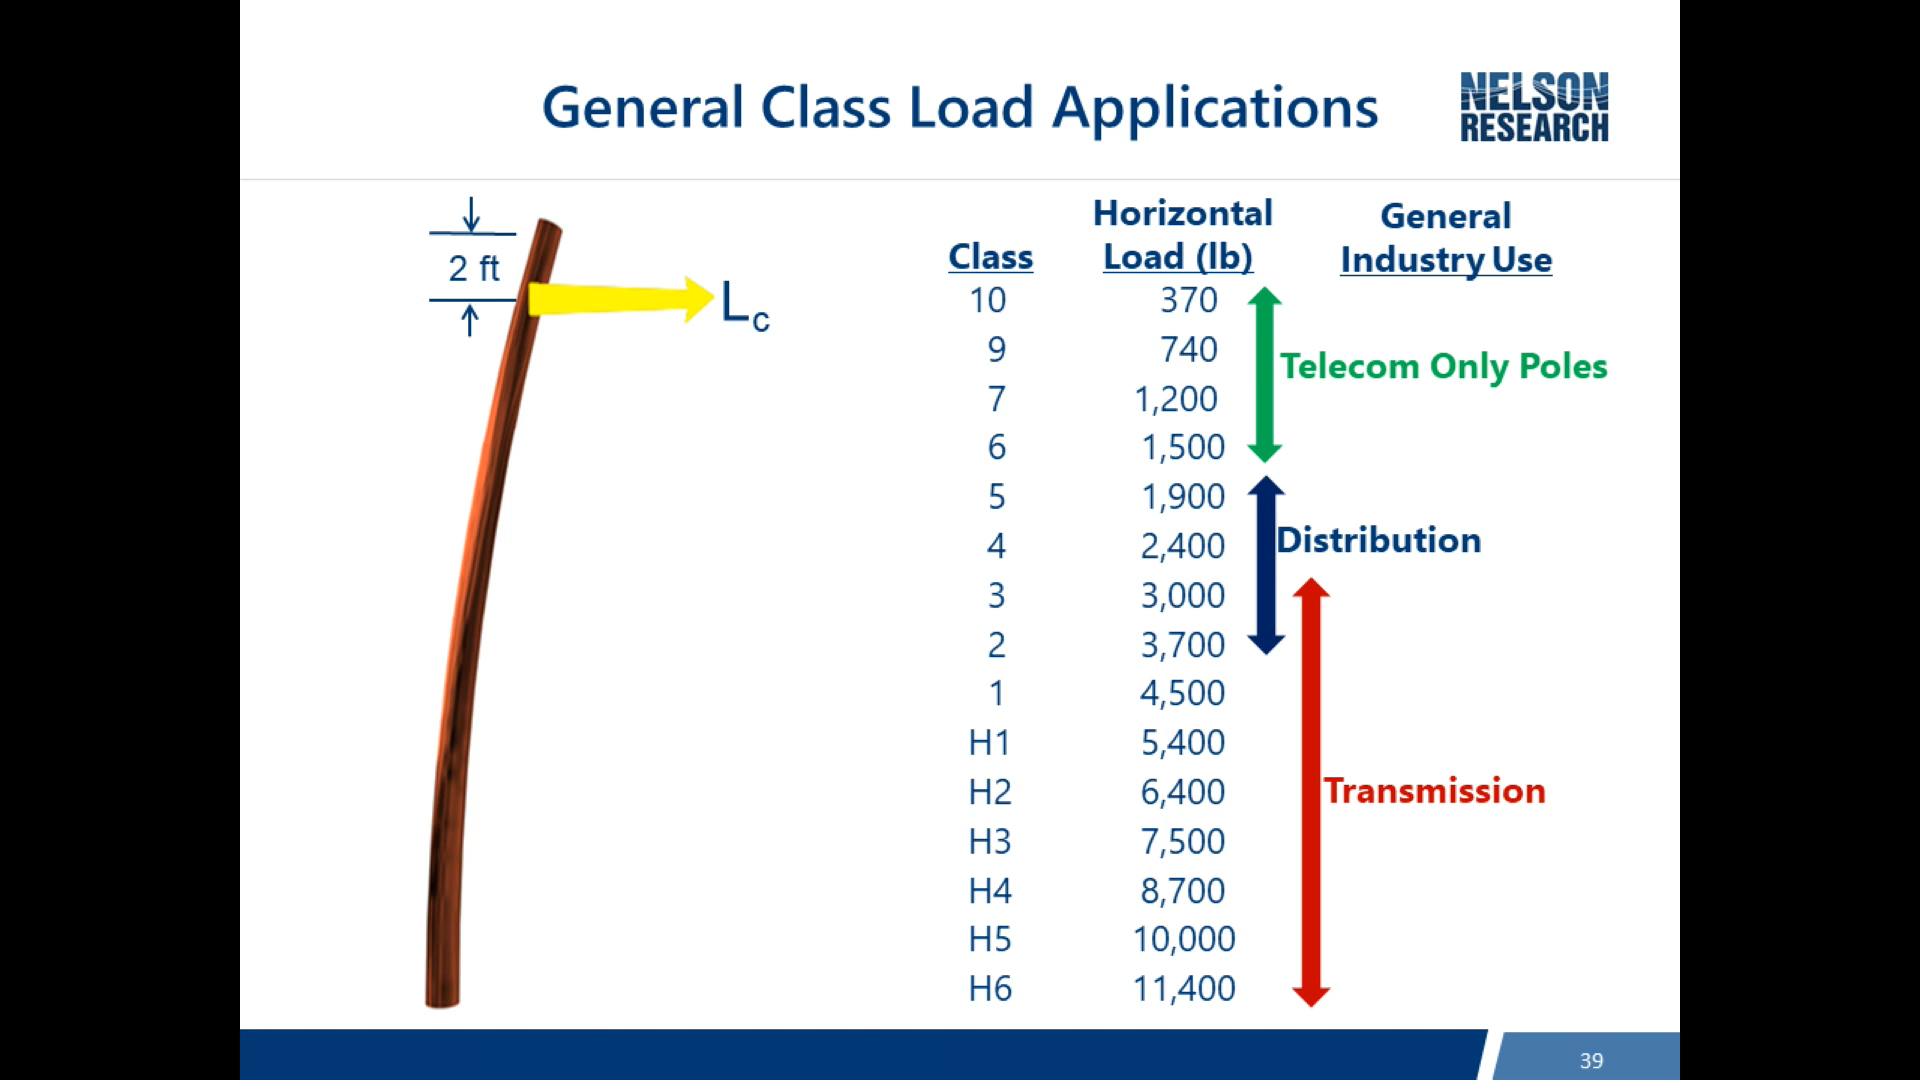 General Class Load Applications
NELSON
RESEARCH
2 ft
Lc
Horizontal
Load (lb)
General
Industry Use
Class
10 370
9 740
7 1,200
6 1,500
5 1,900
4 2,400
3 3,000
2 3,700
1 4,500
H1 5,400
H2 6,400
H3 7,500
H4 8,700
H5 10,000
H6 11,400
Telecom Only Poles
Distribution
Transmission
39